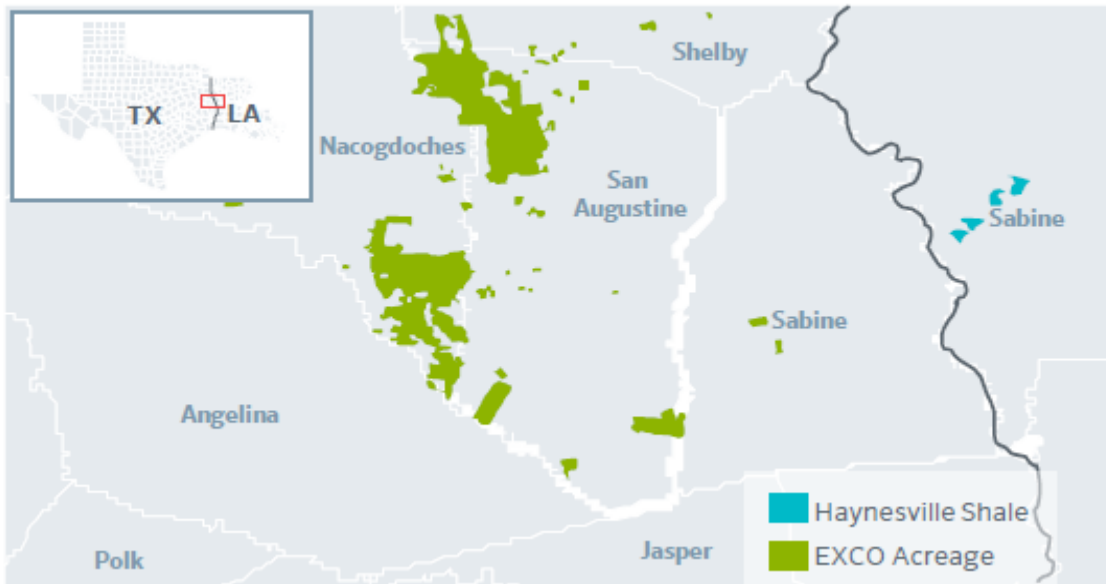 TX
LA
Shelby
Nacogdoches
San
Augustine
Sabine
Sabine
Angelina
Haynesville Shale
EXCO Acreage
Polk
Jasper